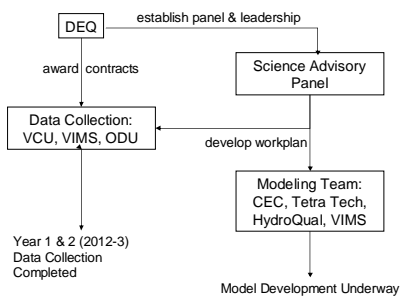 establish panel & leadership
DEQ
award contracts
Science Advisory
Panel
Data Collection:
VCU, VIMS, ODU
develop workplan
Modeling Team:
CEC, Tetra Tech,
HydroQual, VIMS
Year 1 & 2 (2012-3)
Data Collection
Completed
Model Development Underway